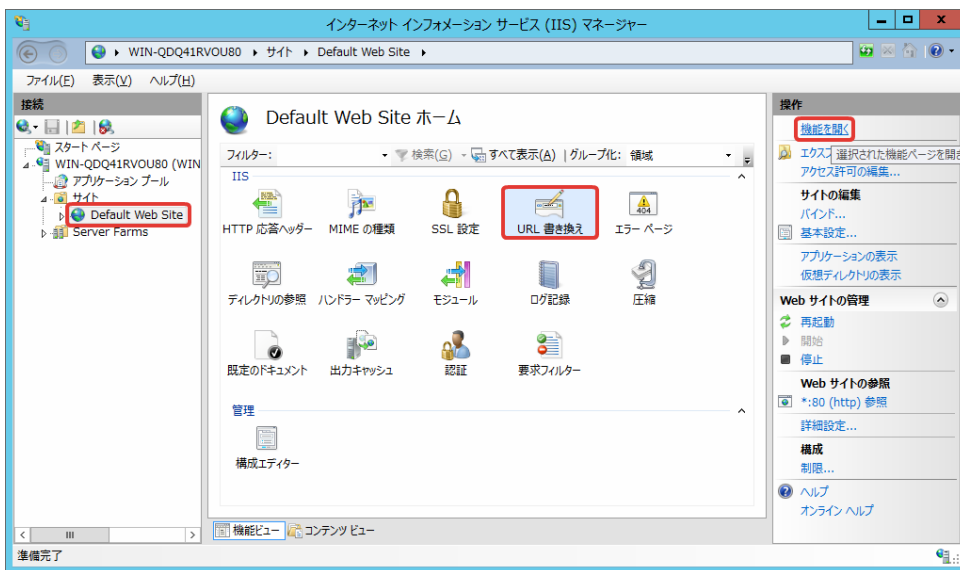 インターネット インフォメーション サービス (IIS) マネージャー
WIN-QDQ41RVOU80 サイト Default Web Site
ファイル(F) 表示(V) ヘルプ(H)
接続
スタート ページ
WIN-QDQ41RVOU80 (WIN
アプリケーション プール
サイト
Default Web Site
Server Farms
Default Web Site ホーム
フィルター: 検索(G) すべて表示(A) グループ化: 領域
IIS
HTTP 応答ヘッダー MIME の種類 SSL 設定 URL 書き換え エラー ページ
404
ディレクトリの参照 ハンドラー マッピング モジュール ログ記録 圧縮
既定のドキュメント 出力キャッシュ 認証 要求フィルター
管理
構成エディター
機能ビュー コンテンツ ビュー
操作
機能を開く
エクスプ
選択された機能ページを開き
アクセス許可の編集...
サイトの編集
バインド...
基本設定...
アプリケーションの表示
仮想ディレクトリの表示
Web サイトの管理
再起動
開始
停止
Web サイトの参照
*:80 (http) 参照
詳細設定...
構成
制限...
ヘルプ
オンライン ヘルプ
準備完了